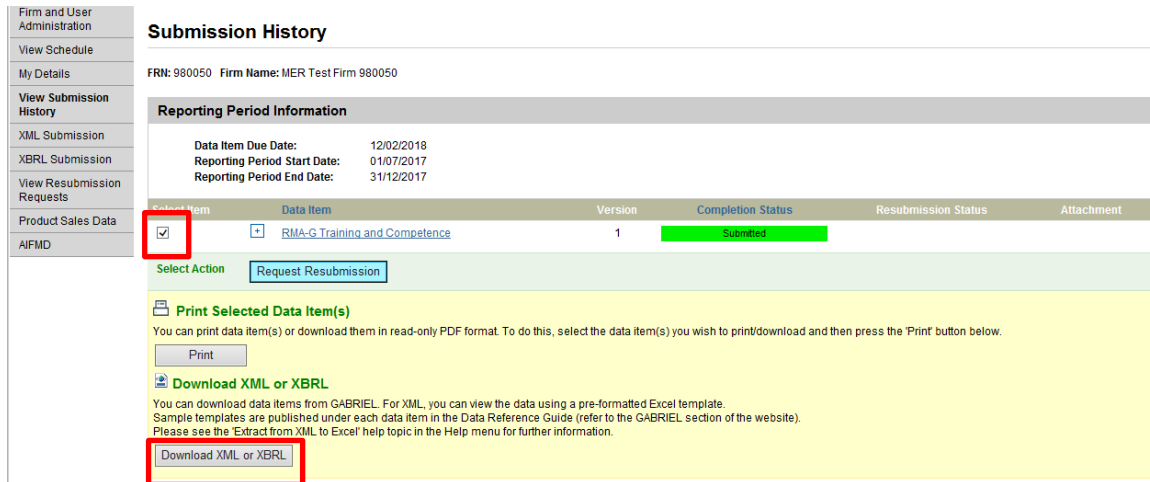 Firm and User
Administration
View Schedule
My Details
View Submission
History
XML Submission
XBRL Submission
View Resubmission
Requests
Product Sales Data
AIFMD
Submission History
FRN: 980050 Firm Name: MER Test Firm 980050
Reporting Period Information
Data Item Due Date: 12/02/2018
Reporting Period Start Date: 01/07/2017
Reporting Period End Date: 31/12/2017
Select Item Data Item Version Completion Status Resubmission Status Attachment
+ RMA-G Training and Competence 1 Submitted
Select Action Request Resubmission
Print Selected Data Item(s)
You can print data item(s) or download them in read-only PDF format. To do this, select the data item(s) you wish to print/download and then press the 'Print' button below.
Print
Download XML or XBRL
You can download data items from GABRIEL. For XML, you can view the data using a pre-formatted Excel template.
Sample templates are published under each data item in the Data Reference Guide (refer to the GABRIEL section of the website).
Please see the 'Extract from XML to Excel' help topic in the Help menu for further information.
Download XML or XBRL